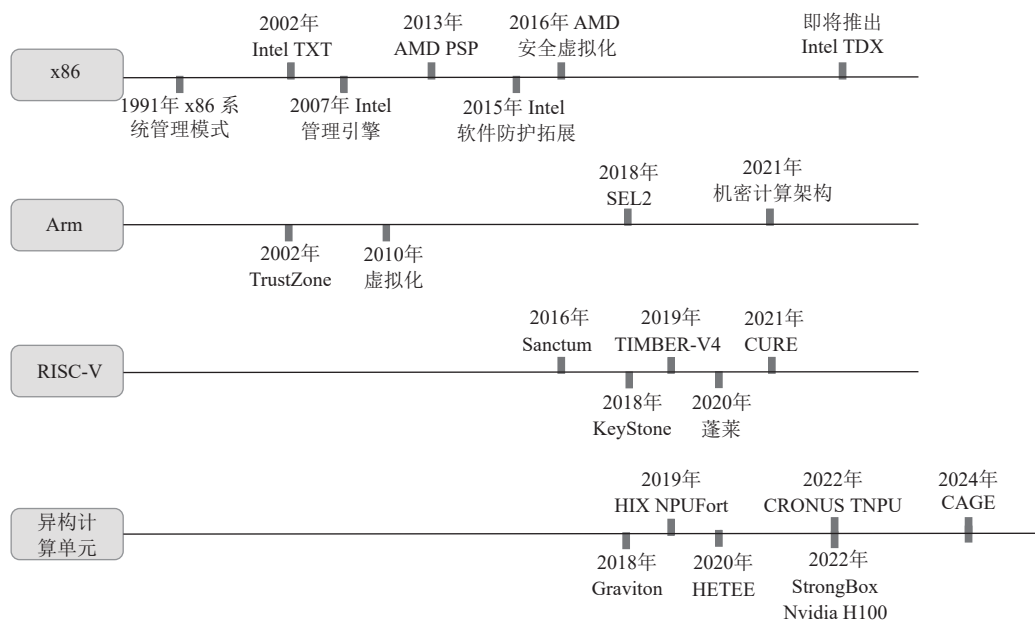 2002年
Intel TXT
2013年
AMD PSP
2016年 AMD
安全虚拟化
即将推出
Intel TDX
x86
1991年 x86 系
统管理模式
2007年 Intel
管理引擎
2015年 Intel
软件防护拓展
2018年
SEL2
2021年
机密计算架构
Arm
2002年
TrustZone
2010年
虚拟化
2016年
Sanctum
2019年
TIMBER-V4
2021年
CURE
RISC-V
2018年
KeyStone
2020年
蓬莱
2019年
HIX NPUFort
2022年
CRONUS TNPU
2024年
CAGE
异构计
算单元
2018年
Graviton
2020年
HETEE
2022年
StrongBox
Nvidia H100